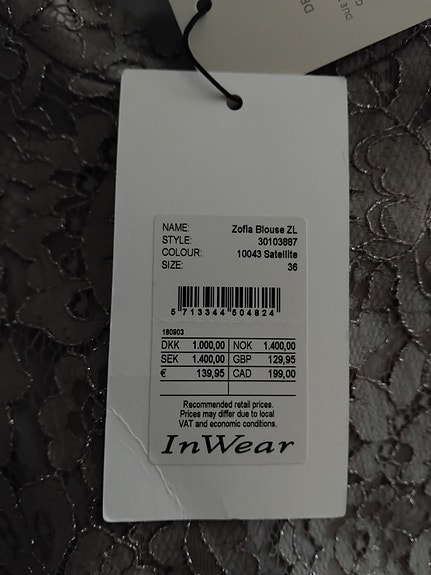 DE
DUE
NAME: Zofia Blouse ZL
STYLE: 30103887
COLOUR: 10043 Satellite
SIZE: 36
5 713344 504824
180903
DKK 1.000,00 NOK 1.400,00
SEK 1.400,00 GBP 129,95
€ 139,95 CAD 199,00
Recommended retail prices.
Prices may differ due to local
VAT and economic conditions.
InWear